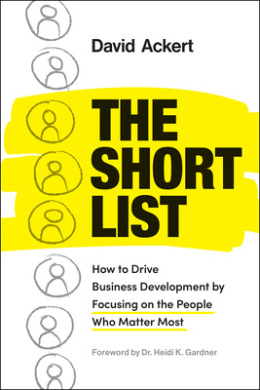 David Ackert
THE
SHORT
LIST
How to Drive
Business Development by
Focusing on the People
Who Matter Most
Foreword by Dr. Heidi K. Gardner